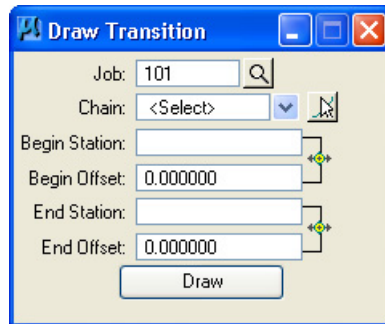 Draw Transition
Job: 101
Chain: <Select>
Begin Station:
Begin Offset: 0.000000
End Station:
End Offset: 0.000000
Draw